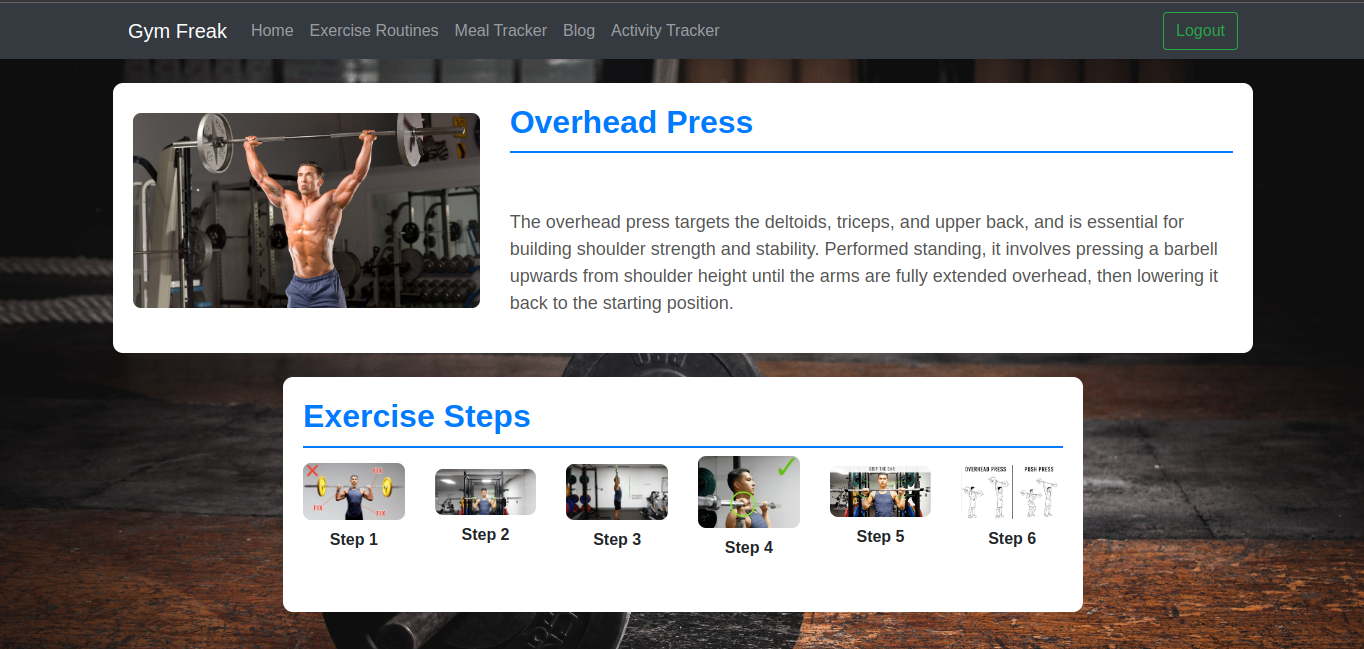 Gym Freak Home Exercise Routines Meal Tracker Blog Activity Tracker Logout
Overhead Press
The overhead press targets the deltoids, triceps, and upper back, and is essential for
building shoulder strength and stability. Performed standing, it involves pressing a barbell
upwards from shoulder height until the arms are fully extended overhead, then lowering it
back to the starting position.
Exercise Steps
FIX
FIX
FIX
GRIP THE BAR
OVERHEAD PRESS PUSH PRESS
Step 1 Step 2 Step 3 Step 4 Step 5 Step 6